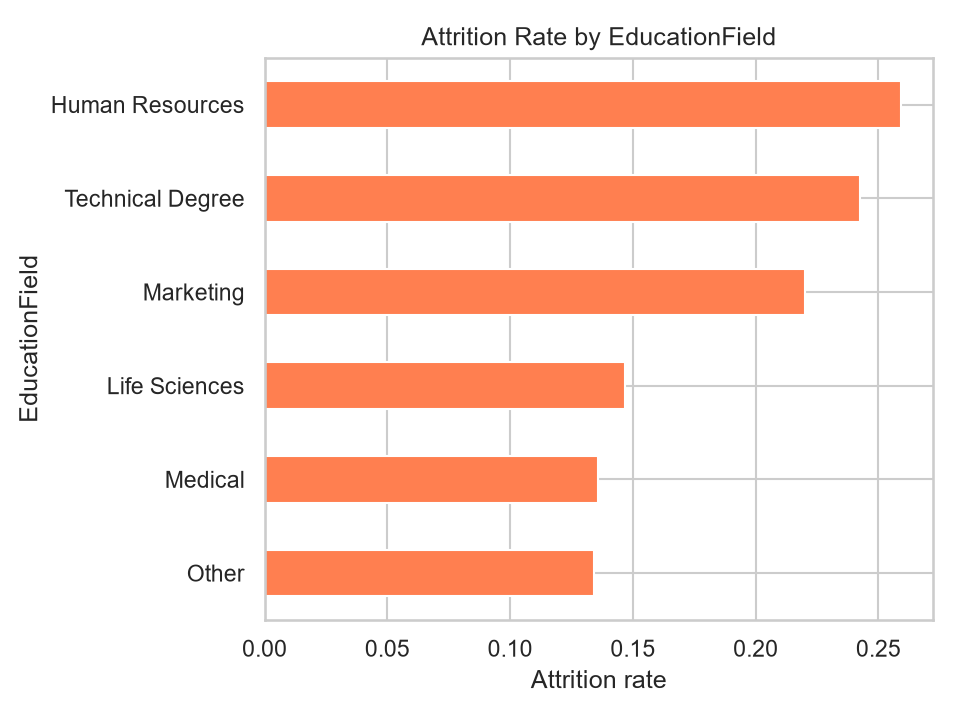 Attrition Rate by EducationField
Human Resources
Technical Degree
Marketing
Life Sciences
Medical
Other
EducationField
0.00 0.05 0.10 0.15 0.20 0.25
Attrition rate